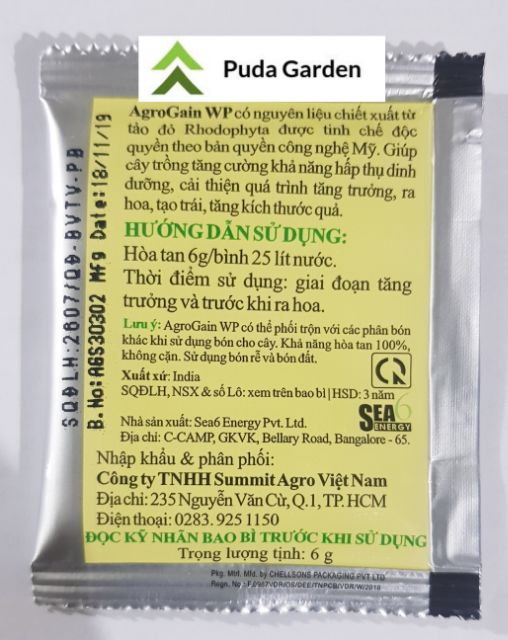 Puda Garden
AgroGain WP có nguyên liệu chiết xuất từ
tảo đỏ Rhodophyta được tinh chế độc
quyền theo bản quyền công nghệ Mỹ. Giúp
cây trồng tăng cường khả năng hấp thụ dinh
dưỡng, cải thiện quá trình tăng trưởng, ra
hoa, tạo trái, tăng kích thước quả.
HƯỚNG DẪN SỬ DỤNG:
Hòa tan 6g/bình 25 lít nước.
Thời điểm sử dụng: giai đoạn tăng
trưởng và trước khi ra hoa.
Lưu ý: AgroGain WP có thể phối trộn với các phân bón
khác khi sử dụng bón cho cây. Khả năng hòa tan 100%,
không cặn. Sử dụng bón rễ và bón đất.
Xuất xứ: India
SQĐLH, NSX & số Lô: xem trên bao bì | HSD: 3 năm
SEA6
ENERGY
Nhà sản xuất: Sea6 Energy Pvt. Ltd.
Địa chỉ: C-CAMP, GKVK, Bellary Road, Bangalore - 65.
Nhập khẩu & phân phối:
Công ty TNHH Summit Agro Việt Nam
Địa chỉ: 235 Nguyễn Văn Cừ, Q.1, TP. HCM
Điện thoại: 0283. 925 1150
ĐỌC KỸ NHÃN BAO BÌ TRƯỚC KHI SỬ DỤNG
Trọng lượng tịnh: 6 g
Pkg. Mtrl. Mfd. by CHELLSONS PACKAGING PVT LTD
SQĐLH:2607/QĐ-BVTV-PB
B. No:AGS30302 Mfg Date:18/11/19